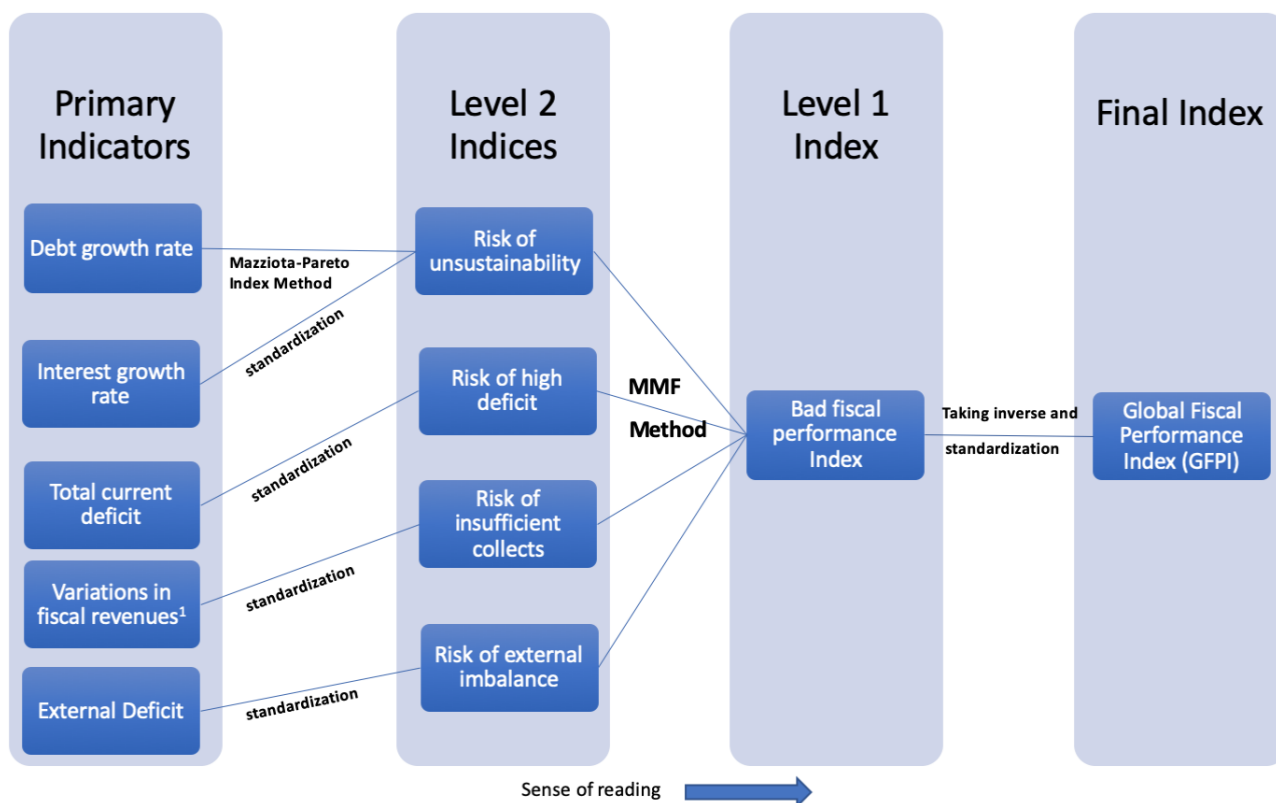 Primary
Indicators
Debt growth rate
Interest growth
rate
Total current
deficit
Variations in
fiscal revenues¹
External Deficit
Mazziota-Pareto
Index Method
standardization
standardization
standardization
standardization
Level 2
Indices
Risk of
unsustainability
Risk of high
deficit
Risk of
insufficient
collects
Risk of external
imbalance
MMF
Method
Level 1
Index
Bad fiscal
performance
Index
Taking inverse and
standardization
Final Index
Global Fiscal
Performance
Index (GFPI)
Sense of reading